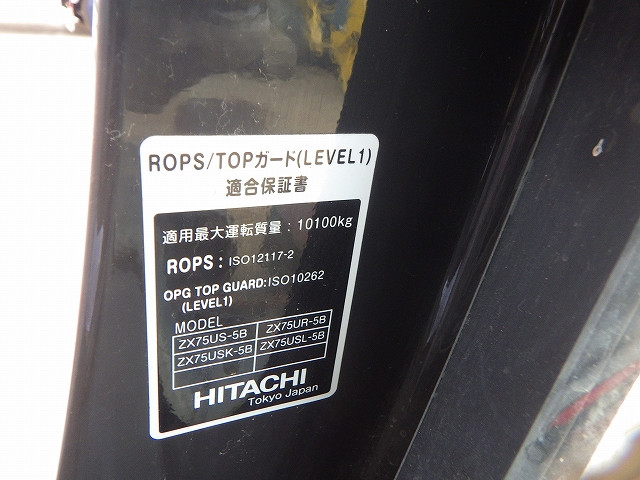 ROPS/TOPガード(LEVEL1)
適合保証書
適用最大運転質量：10100kg
ROPS：ISO12117-2
OPG TOP GUARD:ISO10262
(LEVEL1)
MODEL
ZX75US-5B ZX75UR-5B
ZX75USK-5B ZX75USL-5B
HITACHI
Tokyo Japan